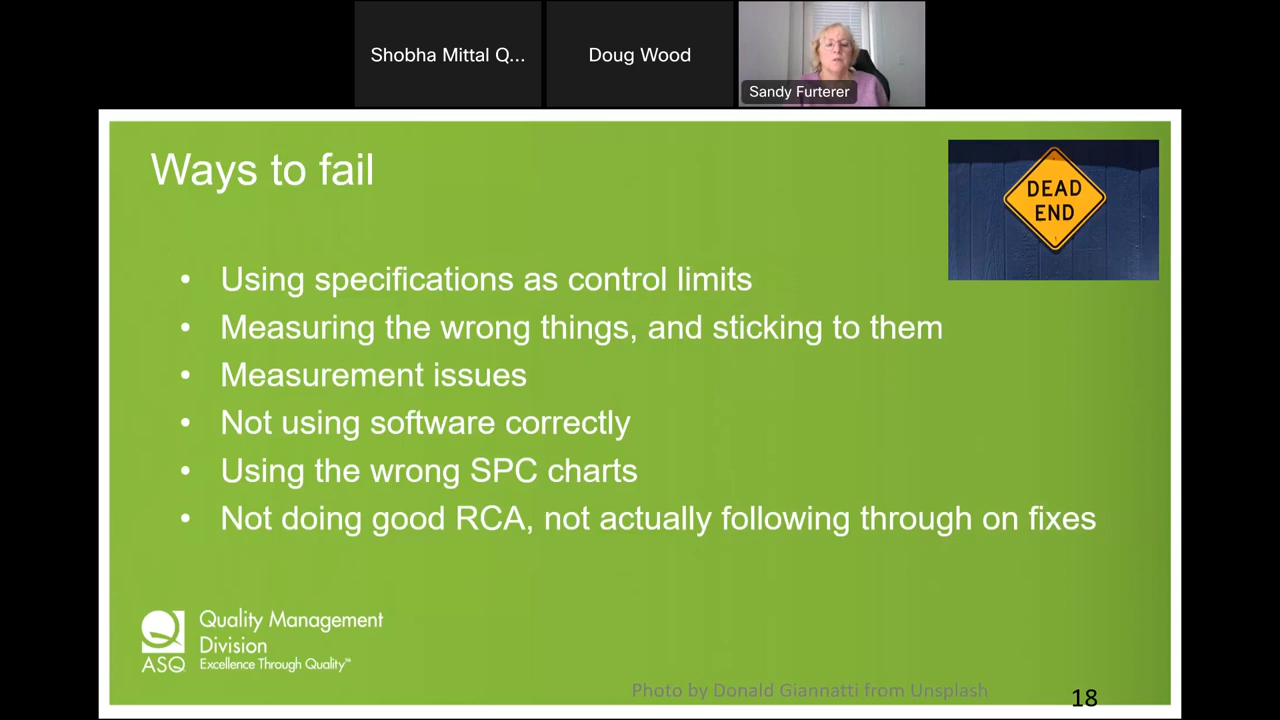 Shobha Mittal Q...
Doug Wood
Sandy Furterer
Ways to fail
DEAD
END
• Using specifications as control limits
• Measuring the wrong things, and sticking to them
• Measurement issues
• Not using software correctly
• Using the wrong SPC charts
• Not doing good RCA, not actually following through on fixes
Quality Management
Division
ASQ Excellence Through Quality™
Photo by Donald Giannatti from Unsplash
18